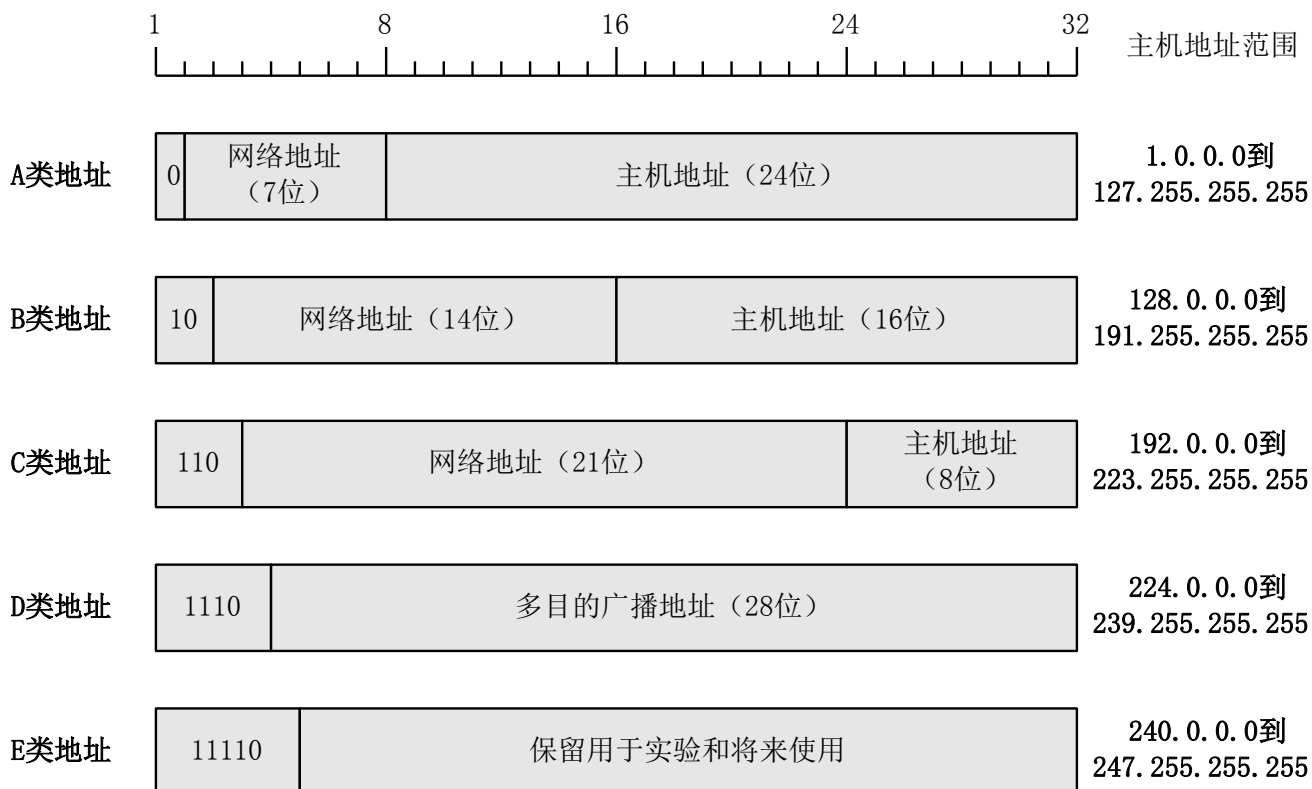 1 8 16 24 32
主机地址范围
A类地址
0
网络地址
（7位）
主机地址（24位）
1.0.0.0到
127.255.255.255
B类地址
10
网络地址（14位）
主机地址（16位）
128.0.0.0到
191.255.255.255
C类地址
110
网络地址（21位）
主机地址
（8位）
192.0.0.0到
223.255.255.255
D类地址
1110
多目的广播地址（28位）
224.0.0.0到
239.255.255.255
E类地址
11110
保留用于实验和将来使用
240.0.0.0到
247.255.255.255